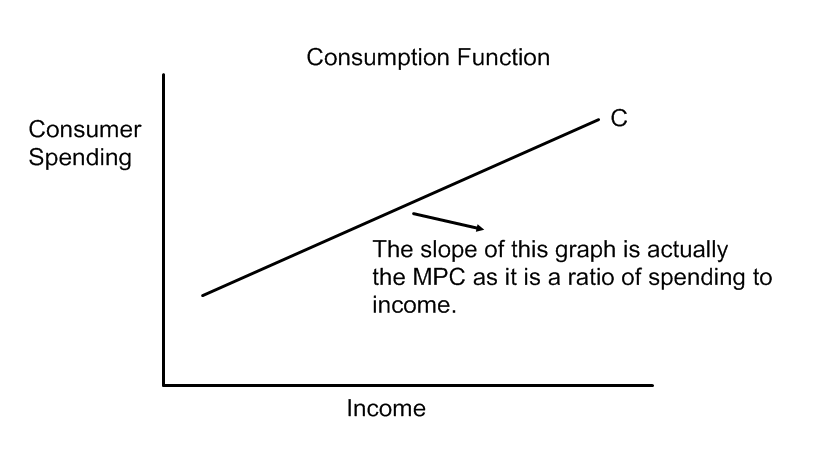 Consumption Function
Consumer
Spending
C
The slope of this graph is actually
the MPC as it is a ratio of spending to
income.
Income